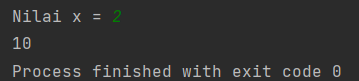 Nilai x = 2
10
Process finished with exit code 0